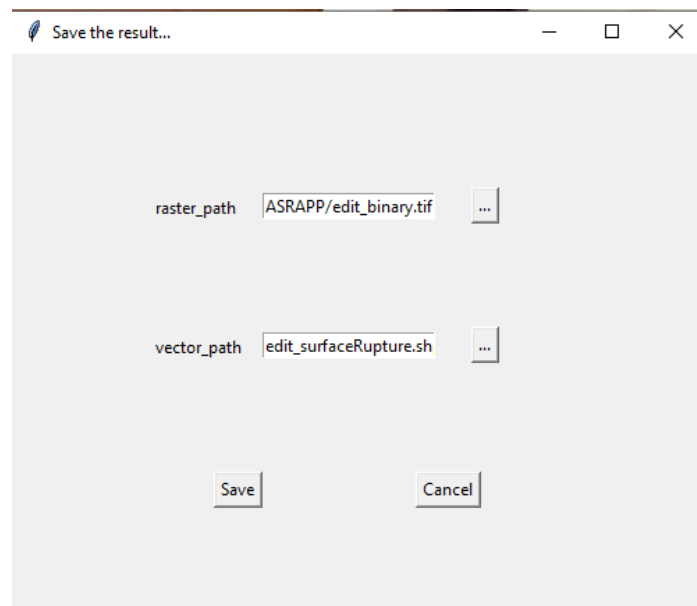 Save the result...
raster_path ASRAPP/edit_binary.tif ...
vector_path edit_surfaceRupture.sh ...
Save Cancel